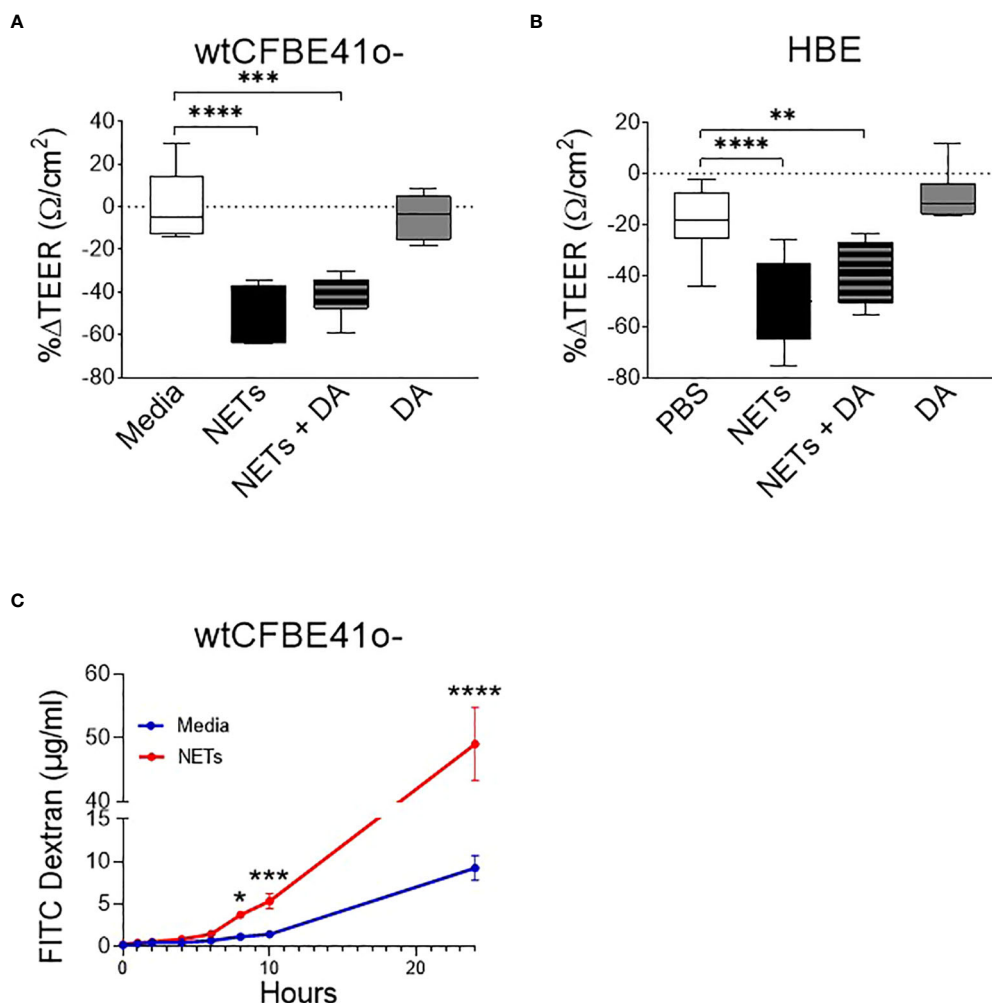 A
wtCFBE41o-
***
****
40
20
0
-20
-40
-60
-80
%ΔTEER (Ω/cm²)
Media
NETs
NETs + DA
DA
B
HBE
**
****
20
0
-20
-40
-60
-80
%ΔTEER (Ω/cm²)
PBS
NETs
NETs + DA
DA
C
wtCFBE41o-
60
50
40
15
10
5
0
FITC Dextran (µg/ml)
Media
NETs
*
***
****
0
10
20
Hours